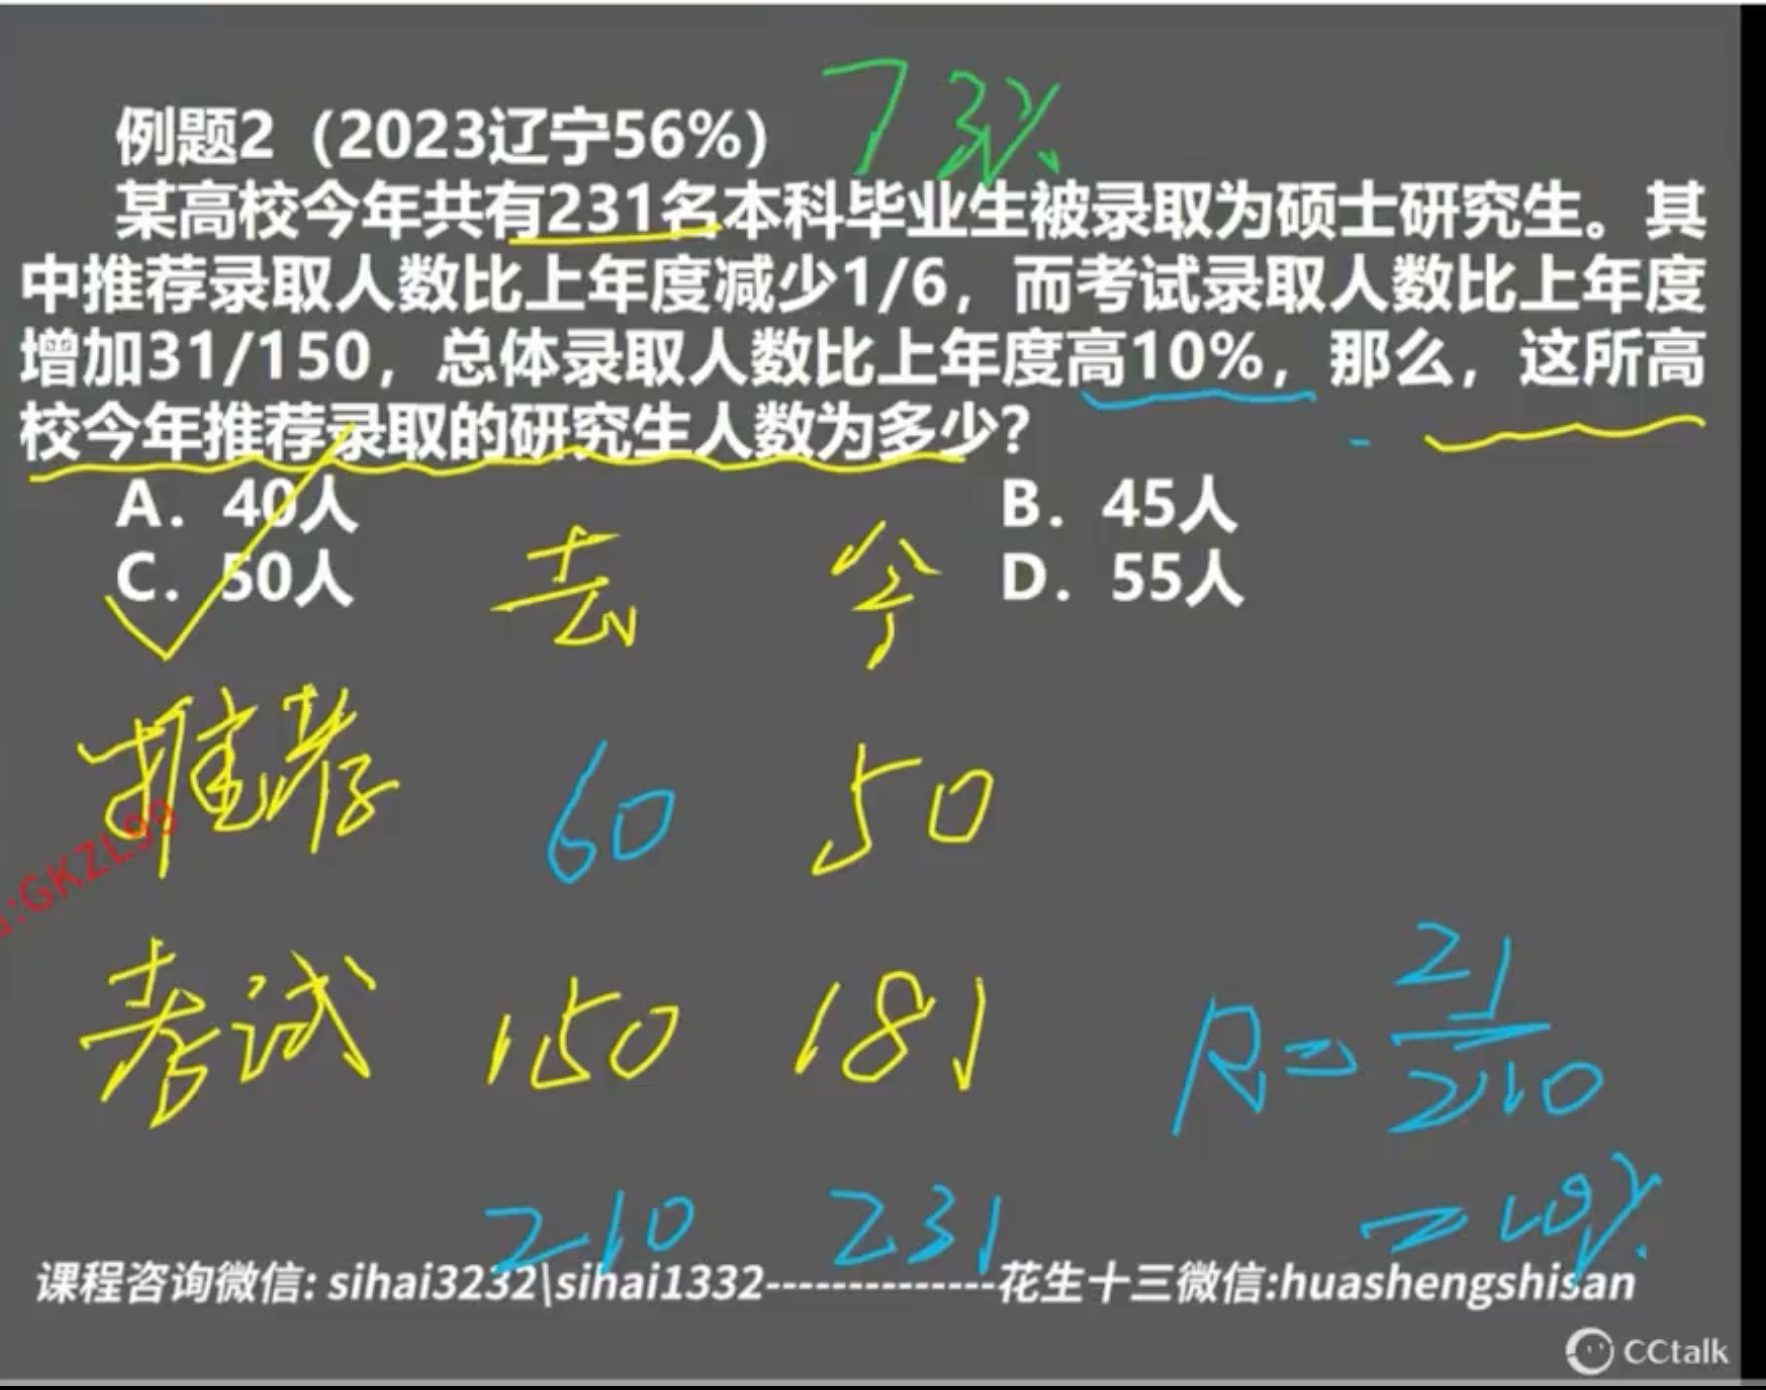 73%
例题2（2023辽宁56%）
某高校今年共有231名本科毕业生被录取为硕士研究生。其
中推荐录取人数比上年度减少1/6，而考试录取人数比上年度
增加31/150，总体录取人数比上年度高10%，那么，这所高
校今年推荐录取的研究生人数为多少？
A．40人 B．45人
C．50人 D．55人
去 今
推荐 60 50
:GKZL99
考试 150 181
R=21/210
210 231 =10%
课程咨询微信: sihai3232\sihai1332--------------花生十三微信:huashengshisan
CCtalk